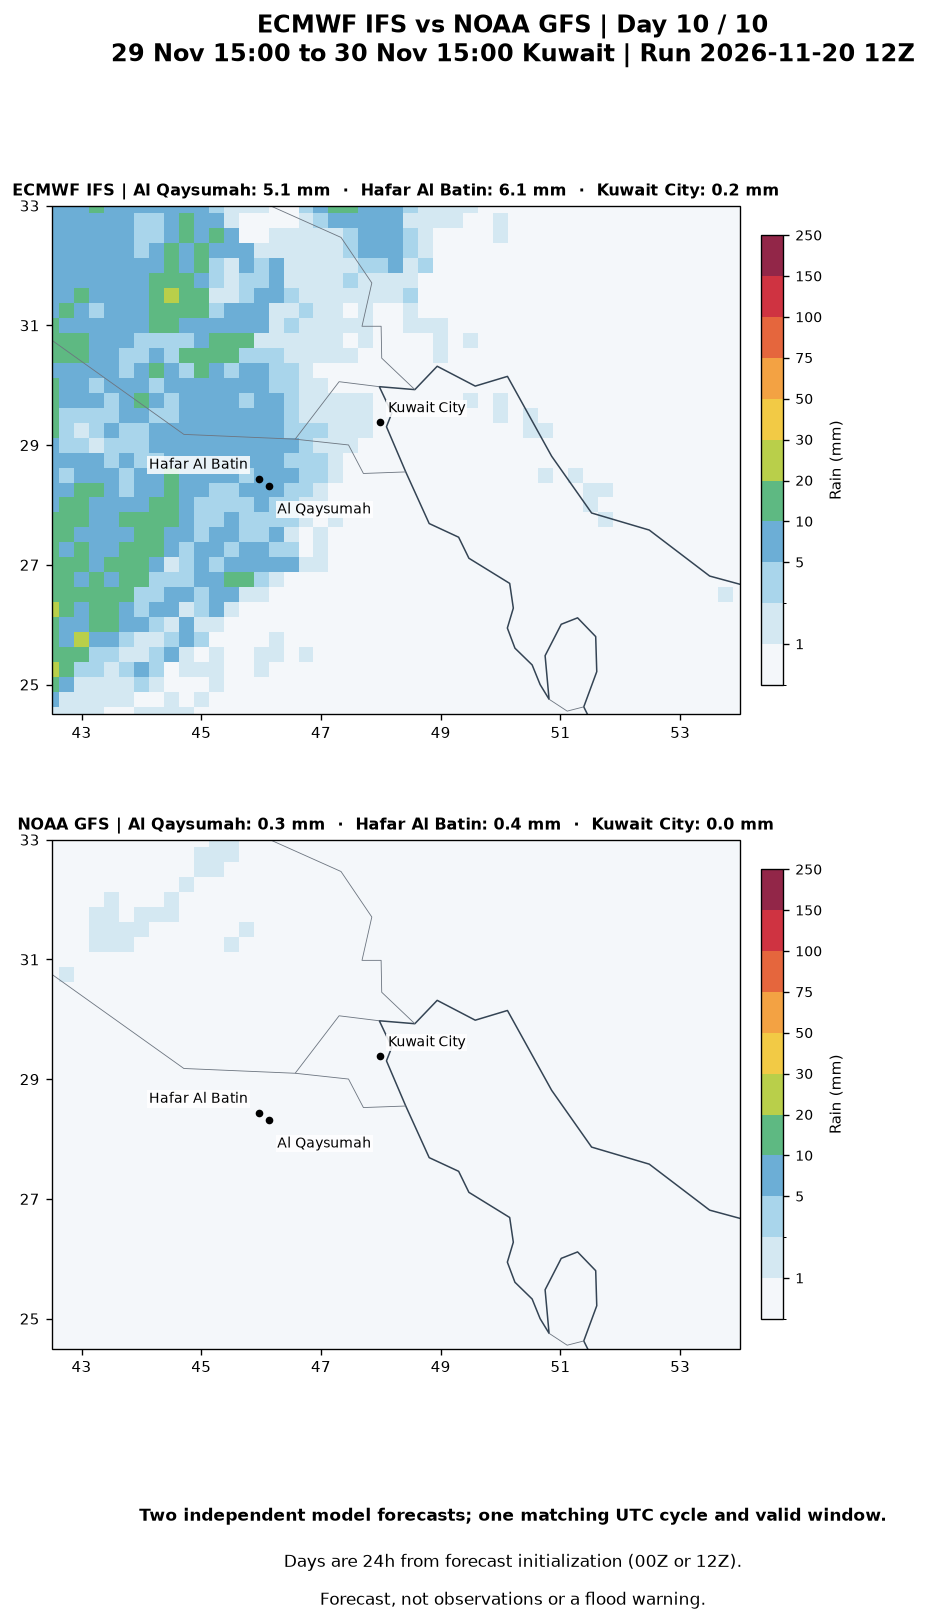 ECMWF IFS vs NOAA GFS | Day 10 / 10
29 Nov 15:00 to 30 Nov 15:00 Kuwait | Run 2026-11-20 12Z
ECMWF IFS | Al Qaysumah: 5.1 mm · Hafar Al Batin: 6.1 mm · Kuwait City: 0.2 mm
33
31
29
27
25
43
45
47
49
51
53
Kuwait City
Hafar Al Batin
Al Qaysumah
250
150
100
75
50
30
20
10
5
1
Rain (mm)
NOAA GFS | Al Qaysumah: 0.3 mm · Hafar Al Batin: 0.4 mm · Kuwait City: 0.0 mm
33
31
29
27
25
43
45
47
49
51
53
Kuwait City
Hafar Al Batin
Al Qaysumah
250
150
100
75
50
30
20
10
5
1
Rain (mm)
Two independent model forecasts; one matching UTC cycle and valid window.
Days are 24h from forecast initialization (00Z or 12Z).
Forecast, not observations or a flood warning.